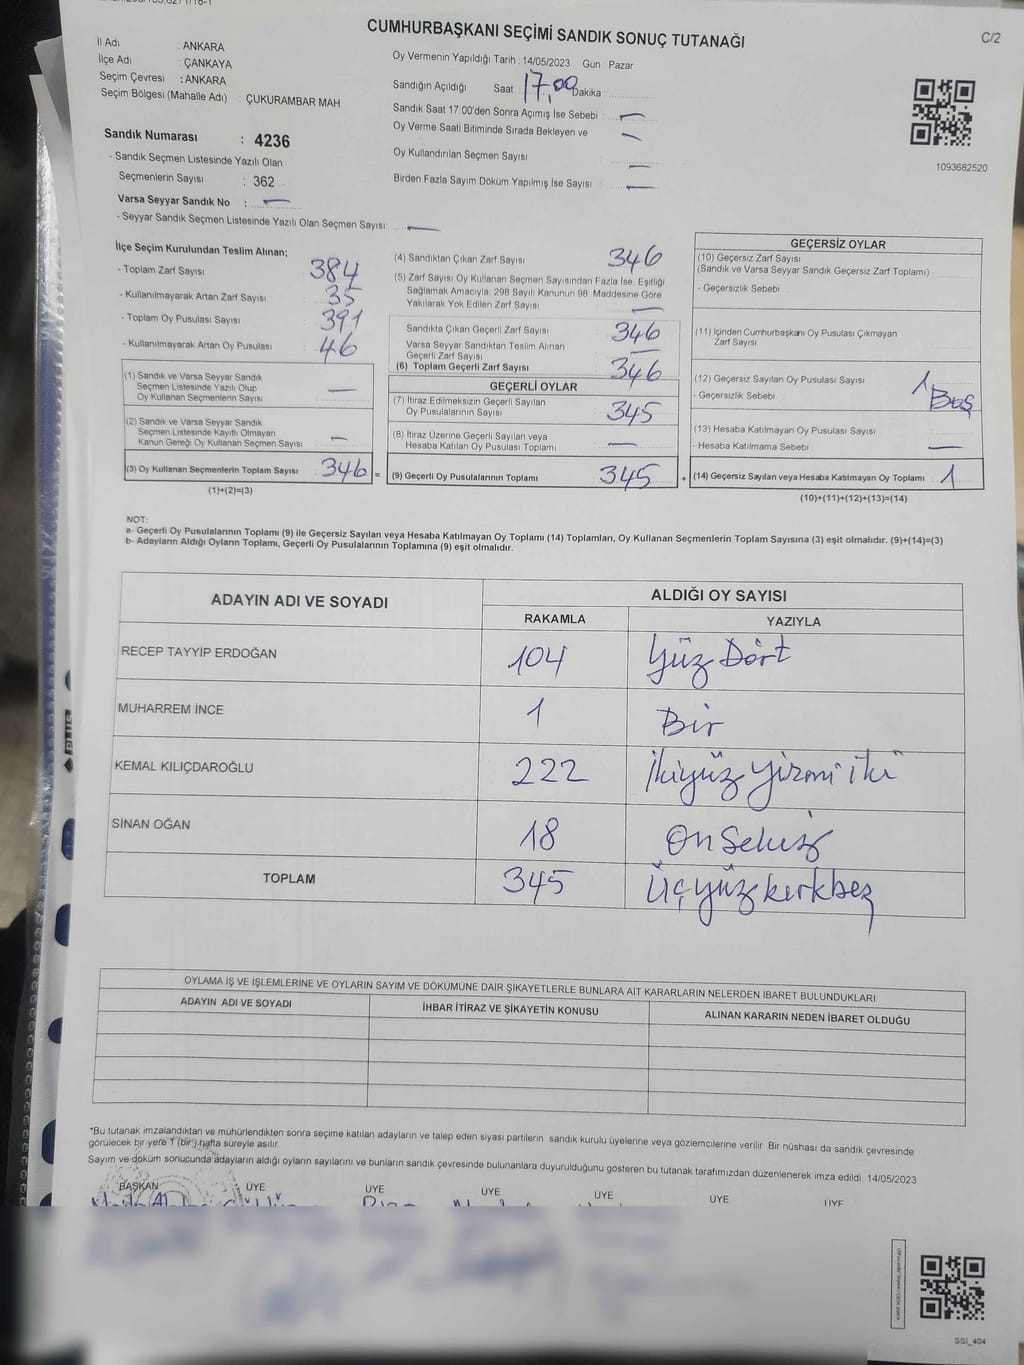 CUMHURBAŞKANI SEÇİMİ SANDIK SONUÇ TUTANAĞI
C/2
İl Adı : ANKARA
İlçe Adı : ÇANKAYA
Seçim Çevresi : ANKARA
Seçim Bölgesi (Mahalle Adı) : ÇUKURAMBAR MAH.
Sandık Numarası : 4236
- Sandık Seçmen Listesinde Yazılı Olan
Seçmenlerin Sayısı : 362
Varsa Seyyar Sandık No : —
- Seyyar Sandık Seçmen Listesinde Yazılı Olan Seçmen Sayısı: —
Oy Vermenin Yapıldığı Tarih : 14/05/2023 Gün Pazar
Sandığın Açıldığı Saat 17,00 Dakika :
Sandık Saat 17:00'den Sonra Açımış İse Sebebi : —
Oy Verme Saati Bitiminde Sırada Bekleyen ve —
Oy Kullandırılan Seçmen Sayısı —
Birden Fazla Sayım Döküm Yapılmış İse Sayısı : —
1093682520
İlçe Seçim Kurulundan Teslim Alınan;
- Toplam Zarf Sayısı 384
- Kullanılmayarak Artan Zarf Sayısı : 35
- Toplam Oy Pusulası Sayısı : 391
- Kullanılmayarak Artan Oy Pusulası : 46
(1) Sandık ve Varsa Seyyar Sandık
Seçmen Listesinde Yazılı Olup
Oy Kullanan Seçmenlerin Sayısı —
(2) Sandık ve Varsa Seyyar Sandık
Seçmen Listesinde Kayıtlı Olmayan
Kanun Gereği Oy Kullanan Seçmen Sayısı —
(3) Oy Kullanan Seçmenlerin Toplam Sayısı 346 =
(1)+(2)=(3)
(4) Sandıktan Çıkan Zarf Sayısı 346
(5) Zarf Sayısı Oy Kullanan Seçmen Sayısından Fazla İse, Eşitliği
Sağlamak Amacıyla, 298 Sayılı Kanunun 98. Maddesine Göre
Yakılarak Yok Edilen Zarf Sayısı —
Sandıkta Çıkan Geçerli Zarf Sayısı 346
Varsa Seyyar Sandıktan Teslim Alınan
Geçerli Zarf Sayısı —
(6) Toplam Geçerli Zarf Sayısı 346
GEÇERLİ OYLAR
(7) İtiraz Edilmeksizin Geçerli Sayılan
Oy Pusulalarının Sayısı 345
(8) İtiraz Üzerine Geçerli Sayılan veya
Hesaba Katılan Oy Pusulaları Toplamı —
(9) Geçerli Oy Pusulalarının Toplamı 345 +
GEÇERSİZ OYLAR
(10) Geçersiz Zarf Sayısı
(Sandık ve Varsa Seyyar Sandık Geçersiz Zarf Toplamı)
- Geçersizlik Sebebi
(11) İçinden Cumhurbaşkanı Oy Pusulası Çıkmayan
Zarf Sayısı
(12) Geçersiz Sayılan Oy Pusulası Sayısı 1
- Geçersizlik Sebebi Boş
(13) Hesaba Katılmayan Oy Pusulası Sayısı
- Hesaba Katılmama Sebebi —
(14) Geçersiz Sayılan veya Hesaba Katılmayan Oy Toplamı 1
(10)+(11)+(12)+(13)=(14)
NOT:
a- Geçerli Oy Pusulalarının Toplamı (9) ile Geçersiz Sayılan veya Hesaba Katılmayan Oy Toplamı (14) Toplamları, Oy Kullanan Seçmenlerin Toplam Sayısına (3) eşit olmalıdır. (9)+(14)=(3)
b- Adayların Aldığı Oyların Toplamı, Geçerli Oy Pusulalarının Toplamına (9) eşit olmalıdır.
ADAYIN ADI VE SOYADI
ALDIĞI OY SAYISI
RAKAMLA YAZIYLA
RECEP TAYYİP ERDOĞAN 104 Yüz Dört
MUHARREM İNCE 1 Bir
KEMAL KILIÇDAROĞLU 222 İkiyüz yirmi iki
SİNAN OĞAN 18 On Sekiz
TOPLAM 345 Üçyüzkırkbeş
OYLAMA İŞ VE İŞLEMLERİNE VE OYLARIN SAYIM VE DÖKÜMÜNE DAİR ŞİKAYETLERLE BUNLARA AİT KARARLARIN NELERDEN İBARET BULUNDUKLARI
ADAYIN ADI VE SOYADI İHBAR İTİRAZ VE ŞİKAYETİN KONUSU ALINAN KARARIN NEDEN İBARET OLDUĞU
*Bu tutanak imzalandıktan ve mühürlendikten sonra seçime katılan adayların ve talep eden siyasi partilerin sandık kurulu üyelerine veya gözlemcilerine verilir. Bir nüshası da sandık çevresinde
görülecek bir yere 1 (bir) hafta süreyle asılır.
Sayım ve döküm sonucunda adayların aldığı oyların sayılarını ve bunların sandık çevresinde bulunanlara duyurulduğunu gösteren bu tutanak tarafımızdan düzenlenerek imza edildi. 14/05/2023
BAŞKAN ÜYE ÜYE ÜYE ÜYE ÜYE ÜYE
SSI_404